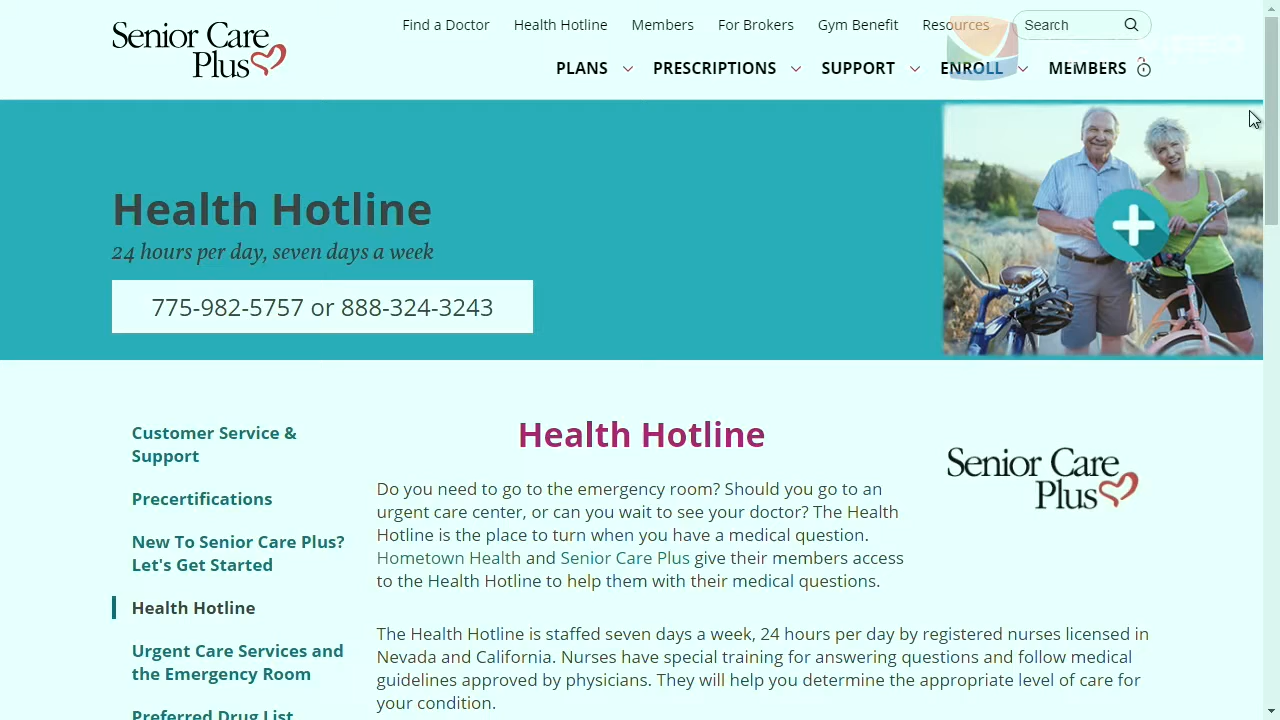 Senior Care
Plus
Find a Doctor Health Hotline Members For Brokers Gym Benefit Resources Search
PLANS PRESCRIPTIONS SUPPORT ENROLL MEMBERS
Health Hotline
24 hours per day, seven days a week
775-982-5757 or 888-324-3243
Customer Service &
Support
Precertifications
New To Senior Care Plus?
Let's Get Started
Health Hotline
Urgent Care Services and
the Emergency Room
Preferred Drug List
Health Hotline
Do you need to go to the emergency room? Should you go to an
urgent care center, or can you wait to see your doctor? The Health
Hotline is the place to turn when you have a medical question.
Hometown Health and Senior Care Plus give their members access
to the Health Hotline to help them with their medical questions.
Senior Care
Plus
The Health Hotline is staffed seven days a week, 24 hours per day by registered nurses licensed in
Nevada and California. Nurses have special training for answering questions and follow medical
guidelines approved by physicians. They will help you determine the appropriate level of care for
your condition.